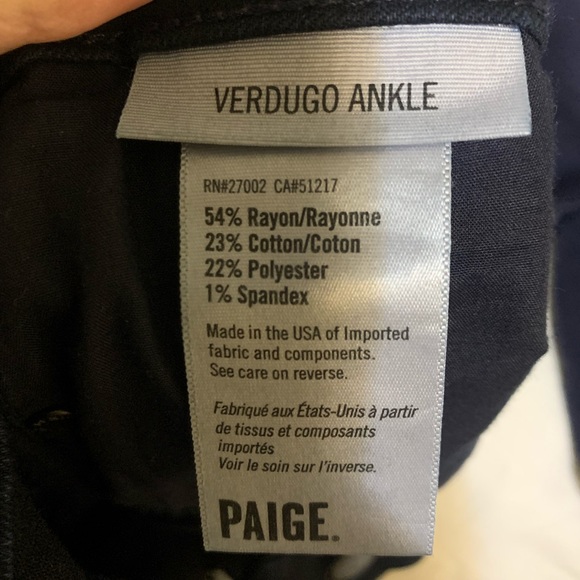 VERDUGO ANKLE
RN#27002 CA#51217
54% Rayon/Rayonne
23% Cotton/Coton
22% Polyester
1% Spandex
Made in the USA of Imported
fabric and components.
See care on reverse.
Fabriqué aux États-Unis à partir
de tissus et composants
importés
Voir le soin sur l'inverse.
PAIGE.